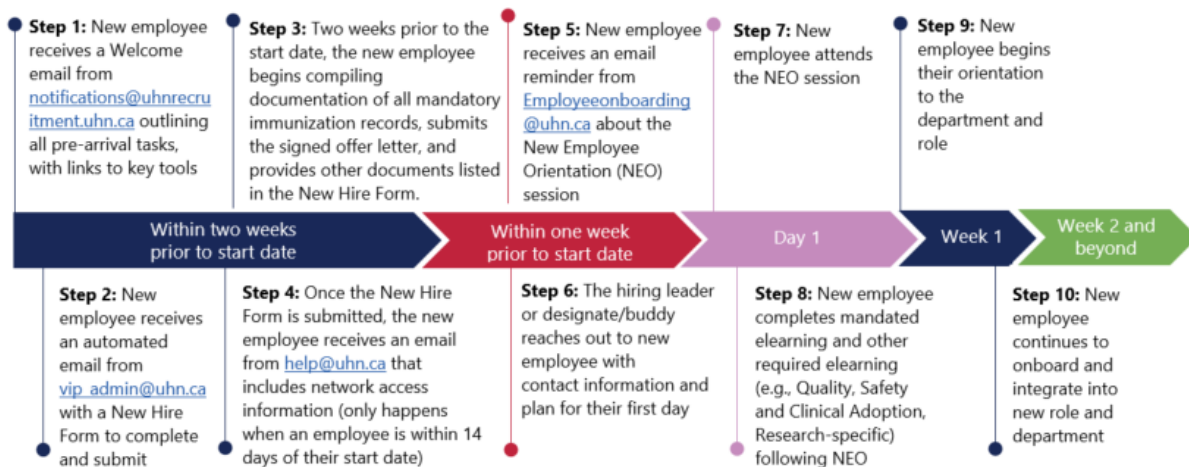 Step 1: New employee
receives a Welcome
email from
notifications@uhnrecru
itment.uhn.ca outlining
all pre-arrival tasks,
with links to key tools
Step 3: Two weeks prior to the
start date, the new employee
begins compiling
documentation of all mandatory
immunization records, submits
the signed offer letter, and
provides other documents listed
in the New Hire Form.
Step 5: New employee
receives an email
reminder from
Employeeonboarding
@uhn.ca about the
New Employee
Orientation (NEO)
session
Step 7: New
employee attends
the NEO session
Step 9: New
employee begins
their orientation
to the
department and
role
Within two weeks
prior to start date
Within one week
prior to start date
Day 1
Week 1
Week 2 and
beyond
Step 2: New
employee receives
an automated
email from
vip_admin@uhn.ca
with a New Hire
Form to complete
and submit
Step 4: Once the New Hire
Form is submitted, the new
employee receives an email
from help@uhn.ca that
includes network access
information (only happens
when an employee is within 14
days of their start date)
Step 6: The hiring leader
or designate/buddy
reaches out to new
employee with
contact information and
plan for their first day
Step 8: New employee
completes mandated
elearning and other
required elearning
(e.g., Quality, Safety
and Clinical Adoption,
Research-specific)
following NEO
Step 10: New
employee
continues to
onboard and
integrate into
new role and
department